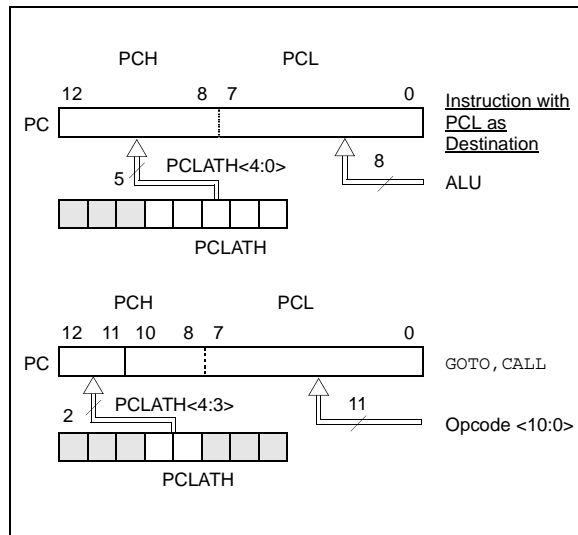 PCH PCL
12 8 7 0
PC
Instruction with
PCL as
Destination
5 PCLATH<4:0> 8
ALU
PCLATH
PCH PCL
12 11 10 8 7 0
PC GOTO, CALL
2 PCLATH<4:3> 11
Opcode <10:0>
PCLATH